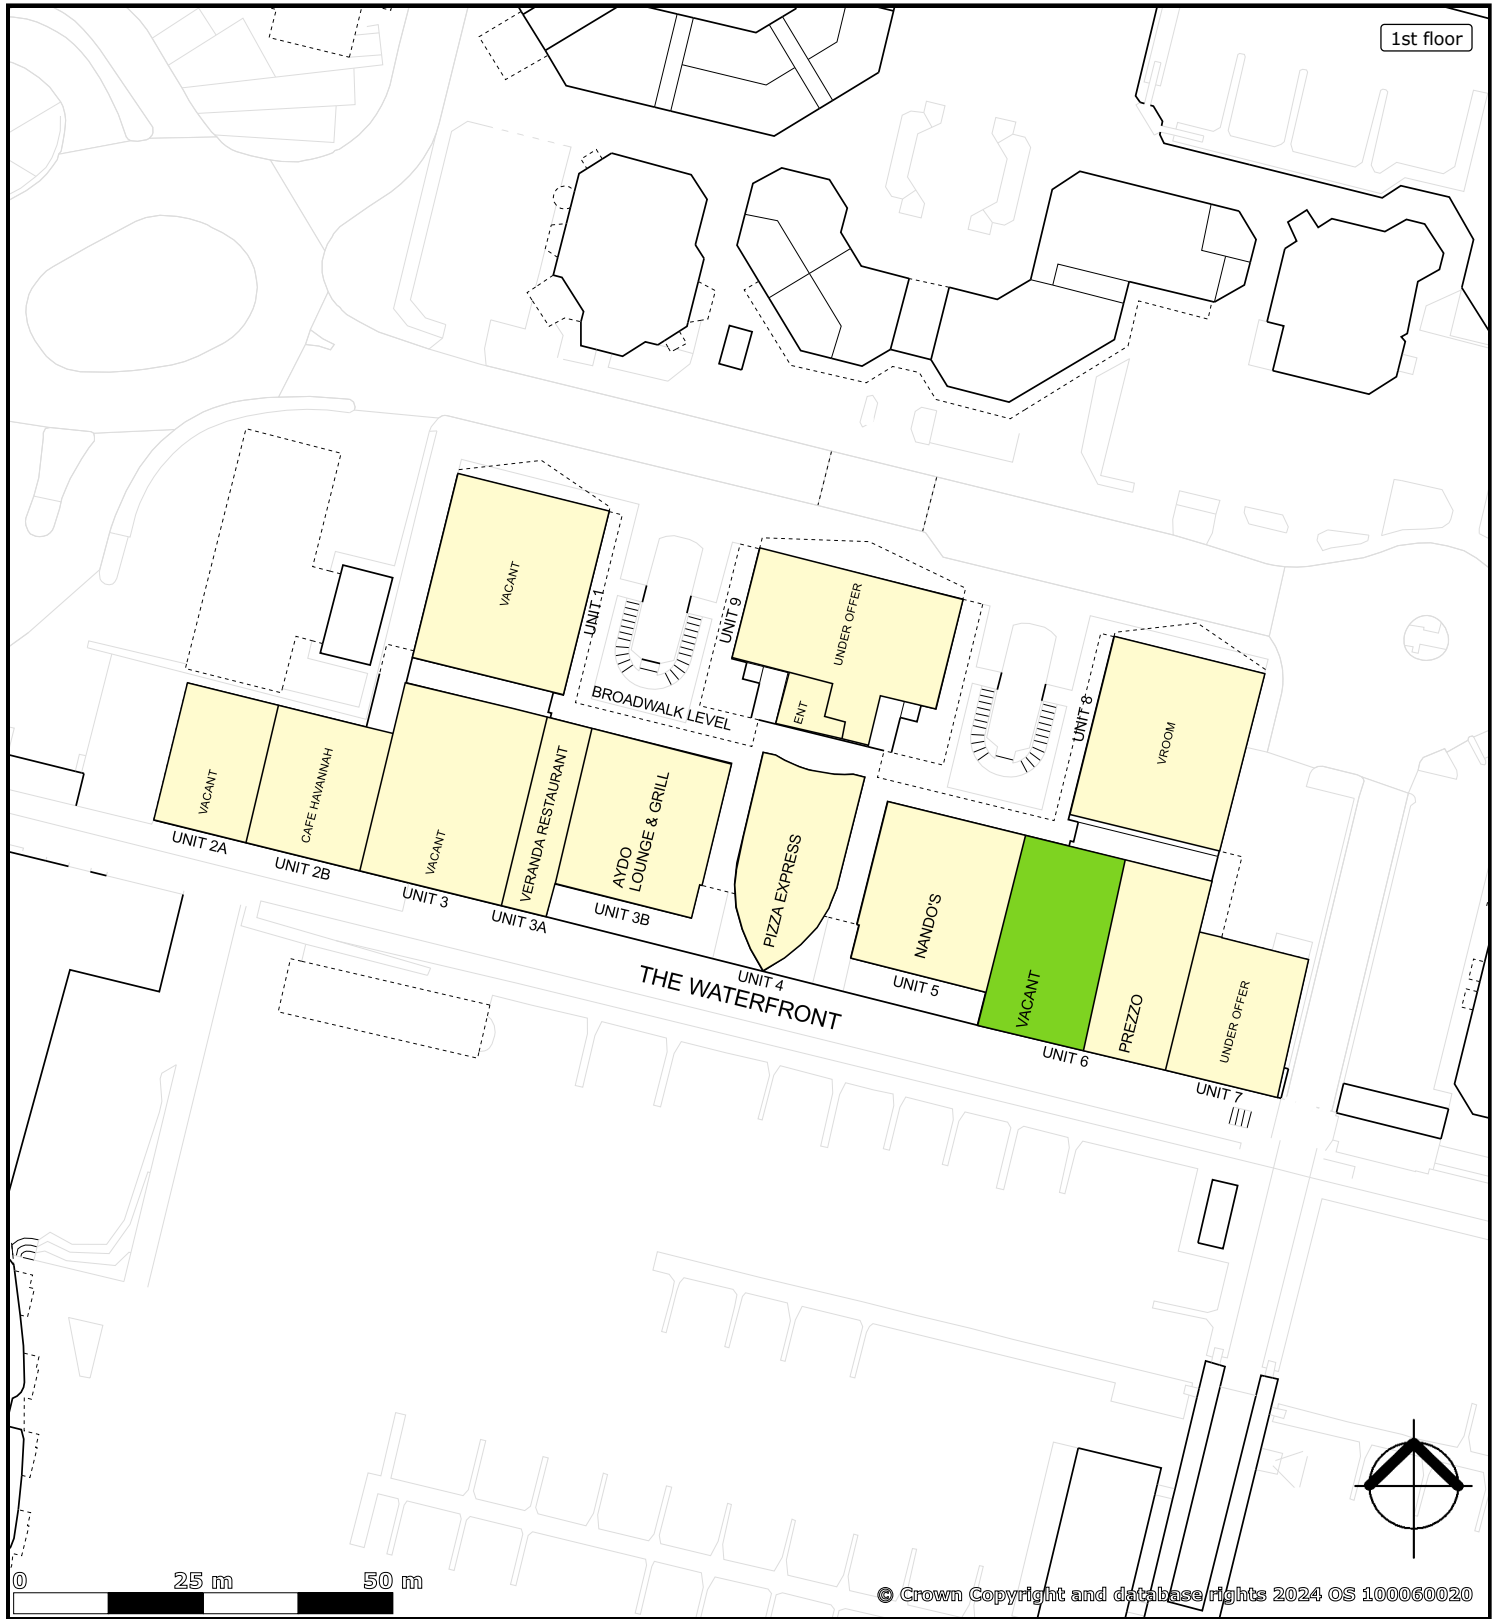 1st floor
VACANT
UNIT 1
UNIT 9
UNDER OFFER
ENT
BROADWALK LEVEL
UNIT 8
VROOM
VACANT
UNIT 2A
CAFE HAVANNAH
UNIT 2B
VACANT
UNIT 3
VERANDA RESTAURANT
UNIT 3A
AYDO
LOUNGE & GRILL
UNIT 3B
PIZZA EXPRESS
UNIT 4
NANDO'S
UNIT 5
VACANT
UNIT 6
PREZZO
UNDER OFFER
UNIT 7
THE WATERFRONT
0 25 m 50 m
© Crown Copyright and database rights 2024 OS 100060020